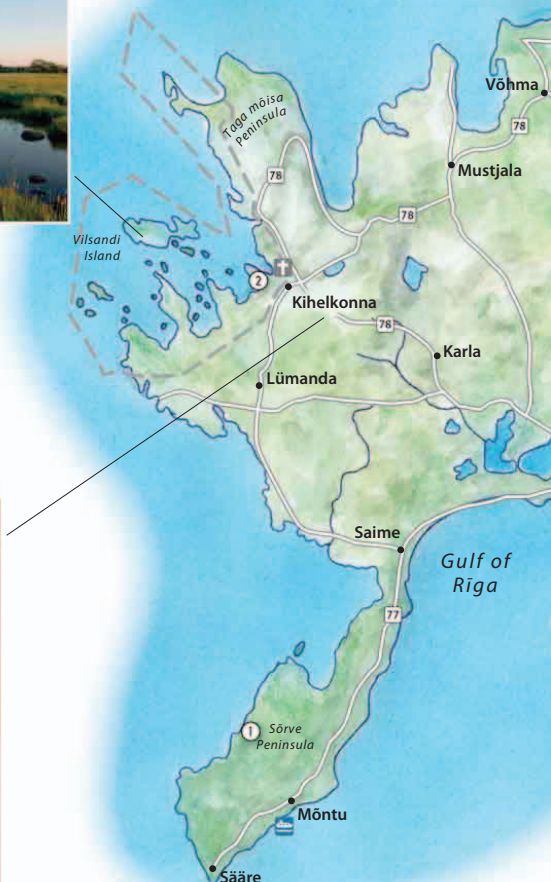 Võhma
78
Taga mõisa
Peninsula
Mustjala
78
78
Vilsandi
Island
2
Kihelkonna
78
Karla
Lümanda
Saime
Gulf of
Rīga
77
1
Sõrve
Peninsula
Mõntu
Sääre